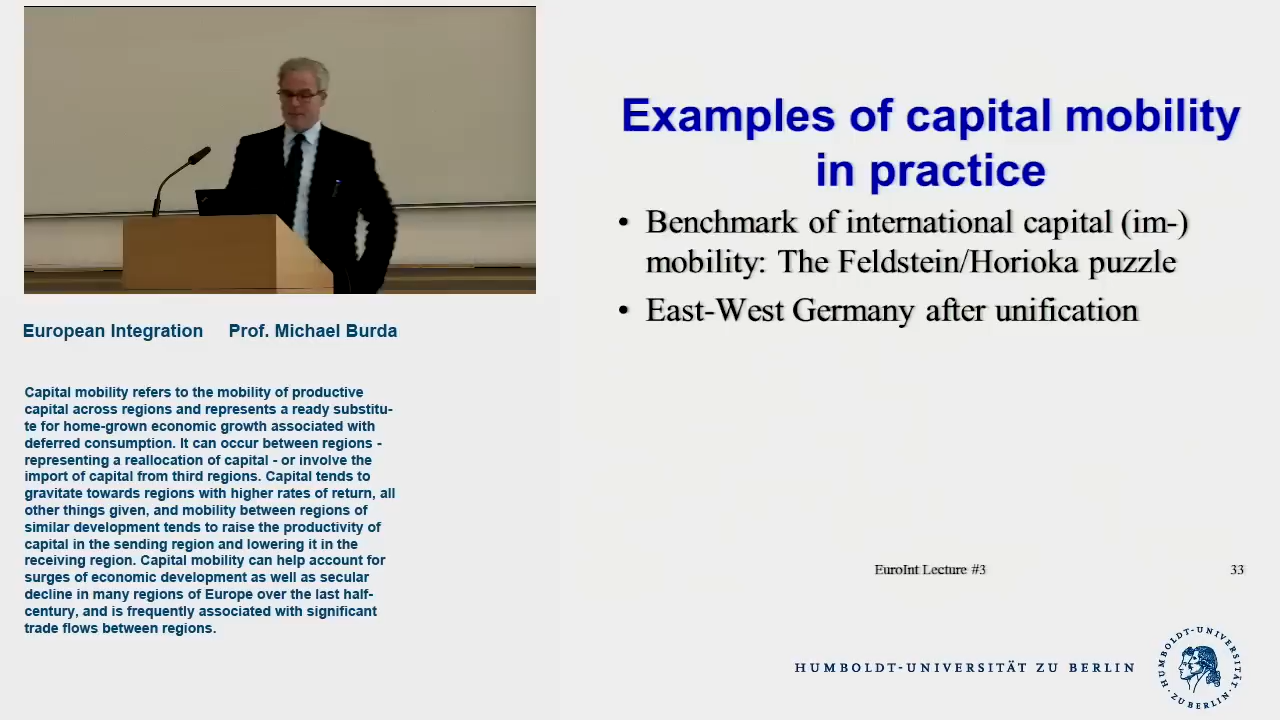 Examples of capital mobility
in practice
• Benchmark of international capital (im-)
mobility: The Feldstein/Horioka puzzle
• East-West Germany after unification
European Integration Prof. Michael Burda
Capital mobility refers to the mobility of productive
capital across regions and represents a ready substitu-
te for home-grown economic growth associated with
deferred consumption. It can occur between regions -
representing a reallocation of capital - or involve the
import of capital from third regions. Capital tends to
gravitate towards regions with higher rates of return, all
other things given, and mobility between regions of
similar development tends to raise the productivity of
capital in the sending region and lowering it in the
receiving region. Capital mobility can help account for
surges of economic development as well as secular
decline in many regions of Europe over the last half-
century, and is frequently associated with significant
trade flows between regions.
EuroInt Lecture #3 33
HUMBOLDT-UNIVERSITÄT ZU BERLIN
HUMBOLDT-UNIVERSITÄT
ZU BERLIN